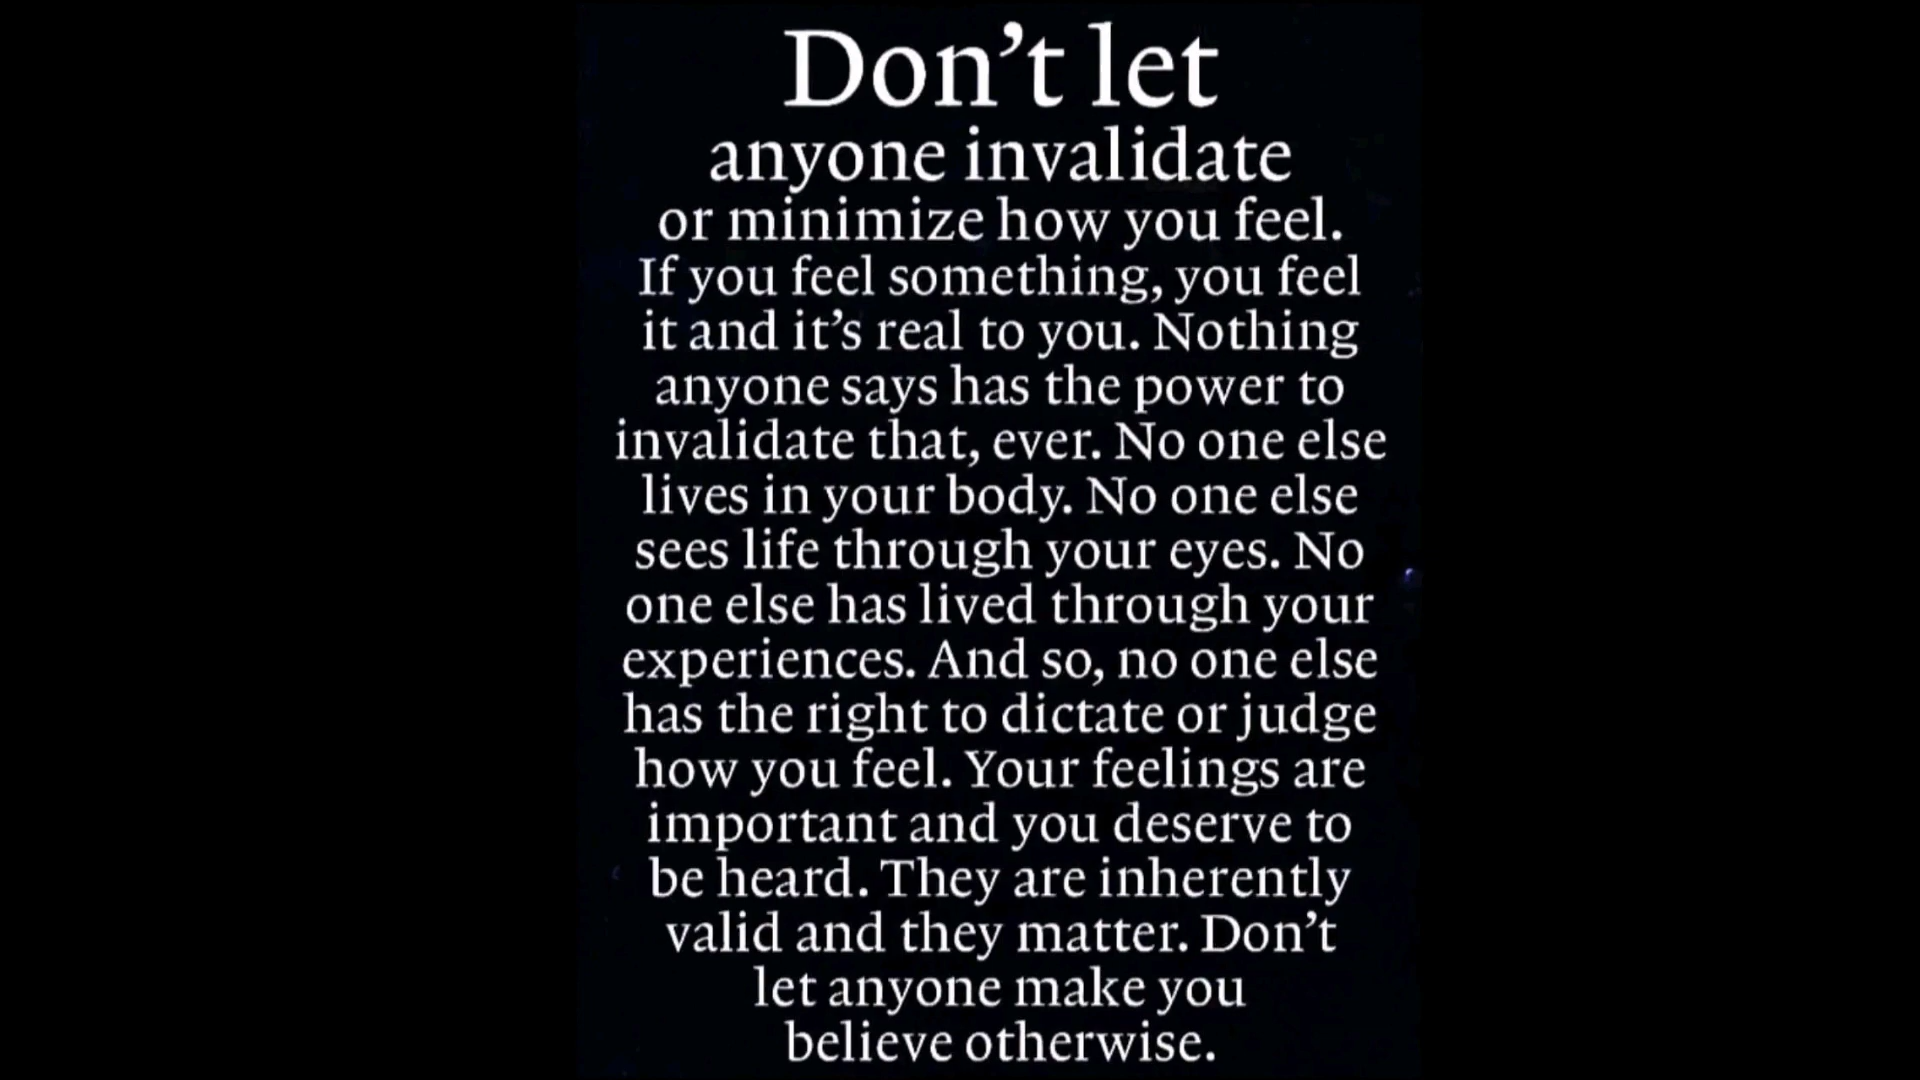 Don’t let
anyone invalidate
or minimize how you feel.
If you feel something, you feel
it and it’s real to you. Nothing
anyone says has the power to
invalidate that, ever. No one else
lives in your body. No one else
sees life through your eyes. No
one else has lived through your
experiences. And so, no one else
has the right to dictate or judge
how you feel. Your feelings are
important and you deserve to
be heard. They are inherently
valid and they matter. Don’t
let anyone make you
believe otherwise.